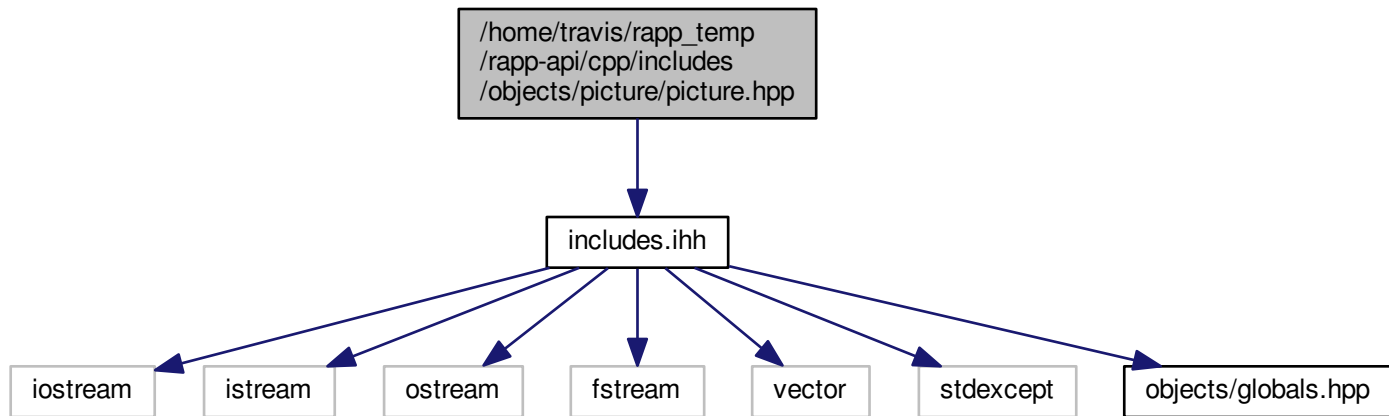 /home/travis/rapp_temp
/rapp-api/cpp/includes
/objects/picture/picture.hpp
includes.ihh
iostream
istream
ostream
fstream
vector
stdexcept
objects/globals.hpp